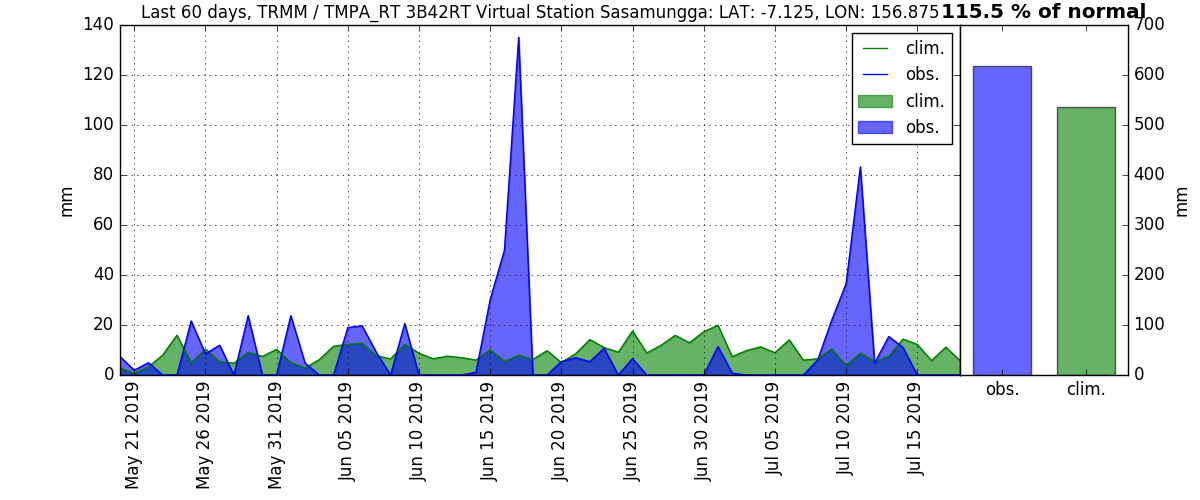 Last 60 days, TRMM / TMPA_RT 3B42RT Virtual Station Sasamungga: LAT: -7.125, LON: 156.875
115.5 % of normal
140
120
100
80
60
40
20
0
mm
clim.
obs.
clim.
obs.
700
600
500
400
300
200
100
0
mm
May 21 2019
May 26 2019
May 31 2019
Jun 05 2019
Jun 10 2019
Jun 15 2019
Jun 20 2019
Jun 25 2019
Jun 30 2019
Jul 05 2019
Jul 10 2019
Jul 15 2019
obs.
clim.